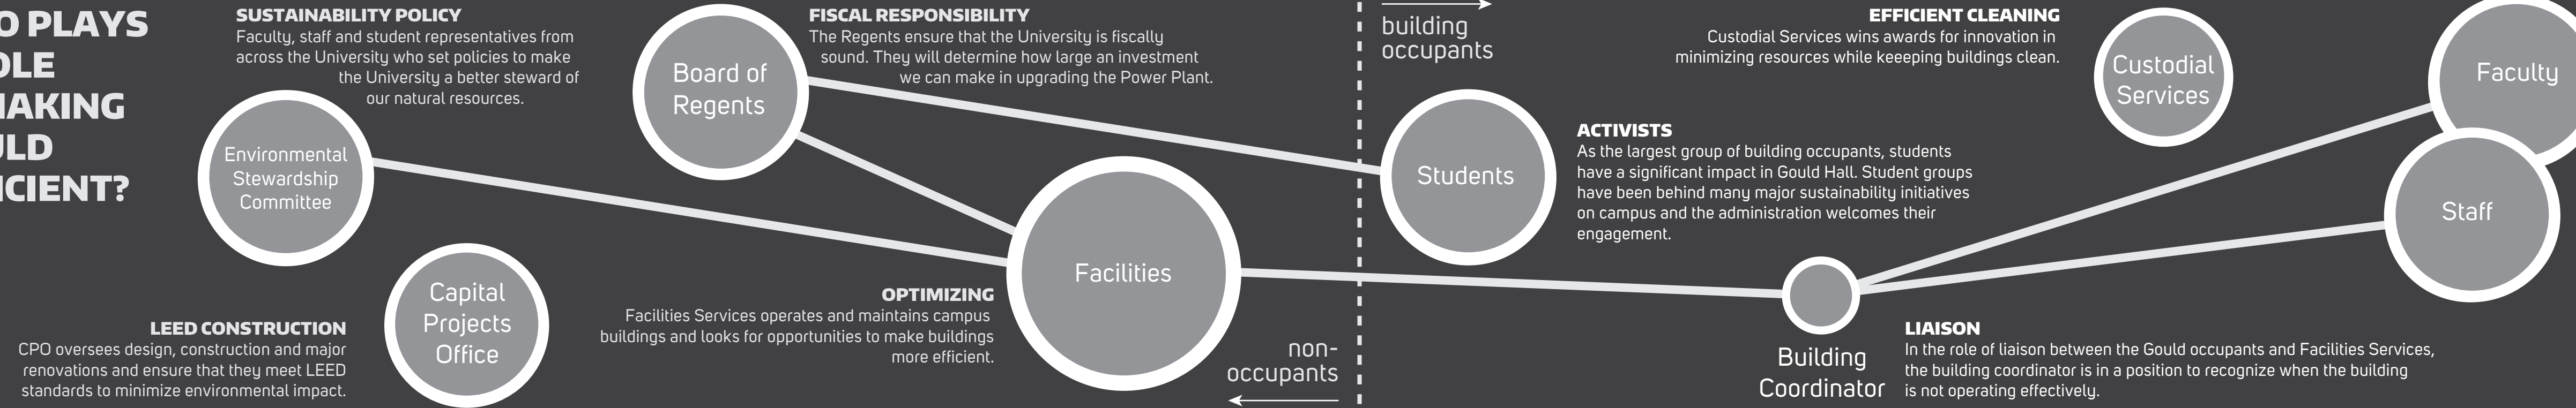 O PLAYS
OLE
MAKING
ULD
ICIENT?
SUSTAINABILITY POLICY
Faculty, staff and student representatives from
across the University who set policies to make
the University a better steward of
our natural resources.
Environmental
Stewardship
Committee
LEED CONSTRUCTION
CPO oversees design, construction and major
renovations and ensure that they meet LEED
standards to minimize environmental impact.
Capital
Projects
Office
Board of
Regents
FISCAL RESPONSIBILITY
The Regents ensure that the University is fiscally
sound. They will determine how large an investment
we can make in upgrading the Power Plant.
OPTIMIZING
Facilities Services operates and maintains campus
buildings and looks for opportunities to make buildings
more efficient.
Facilities
non-
occupants
building
occupants
Students
ACTIVISTS
As the largest group of building occupants, students
have a significant impact in Gould Hall. Student groups
have been behind many major sustainability initiatives
on campus and the administration welcomes their
engagement.
EFFICIENT CLEANING
Custodial Services wins awards for innovation in
minimizing resources while keeeping buildings clean.
Custodial
Services
Building
Coordinator
LIAISON
In the role of liaison between the Gould occupants and Facilities Services,
the building coordinator is in a position to recognize when the building
is not operating effectively.
Faculty
Staff